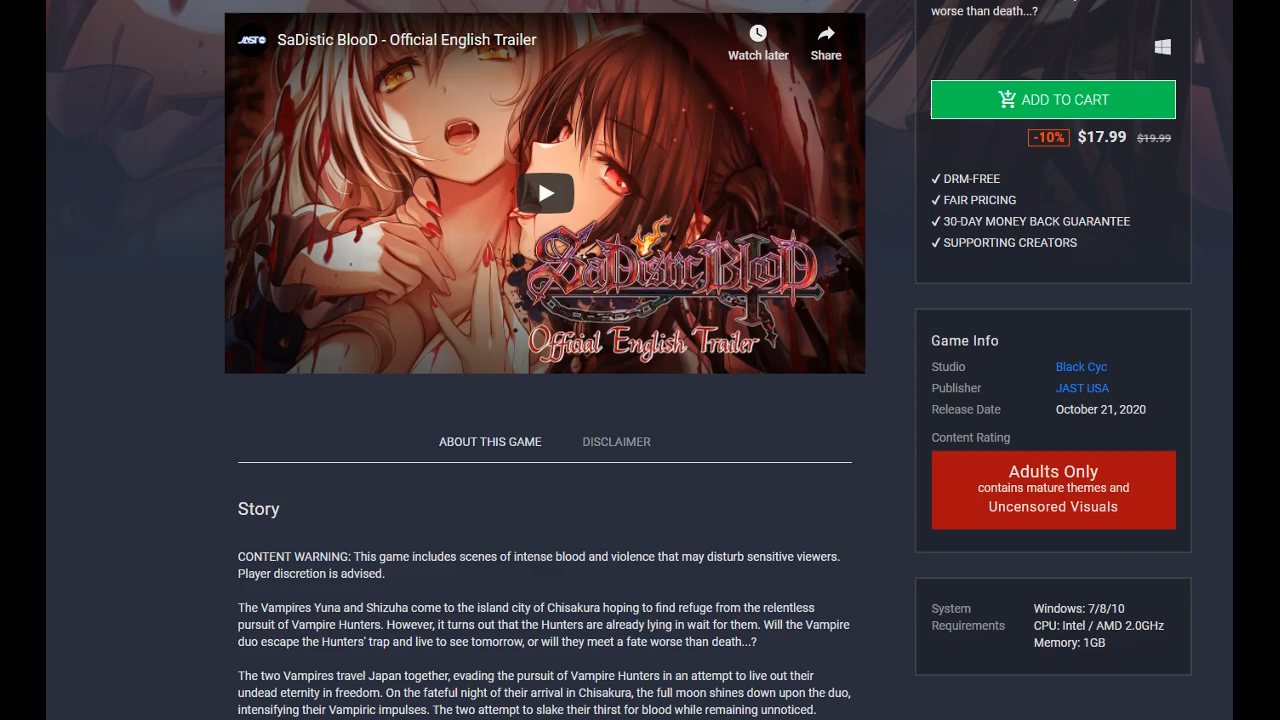 worse than death...?
JAST
SaDistic BlooD - Official English Trailer
Watch later
Share
SaDistic BlooD
Official English Trailer
ADD TO CART
-10% $17.99 $19.99
✓ DRM-FREE
✓ FAIR PRICING
✓ 30-DAY MONEY BACK GUARANTEE
✓ SUPPORTING CREATORS
ABOUT THIS GAME DISCLAIMER
Story
CONTENT WARNING: This game includes scenes of intense blood and violence that may disturb sensitive viewers.
Player discretion is advised.
The Vampires Yuna and Shizuha come to the island city of Chisakura hoping to find refuge from the relentless
pursuit of Vampire Hunters. However, it turns out that the Hunters are already lying in wait for them. Will the Vampire
duo escape the Hunters' trap and live to see tomorrow, or will they meet a fate worse than death...?
The two Vampires travel Japan together, evading the pursuit of Vampire Hunters in an attempt to live out their
undead eternity in freedom. On the fateful night of their arrival in Chisakura, the full moon shines down upon the duo,
intensifying their Vampiric impulses. The two attempt to slake their thirst for blood while remaining unnoticed.
Game Info
Studio Black Cyc
Publisher JAST USA
Release Date October 21, 2020
Content Rating
Adults Only
contains mature themes and
Uncensored Visuals
System Windows: 7/8/10
Requirements CPU: Intel / AMD 2.0GHz
Memory: 1GB